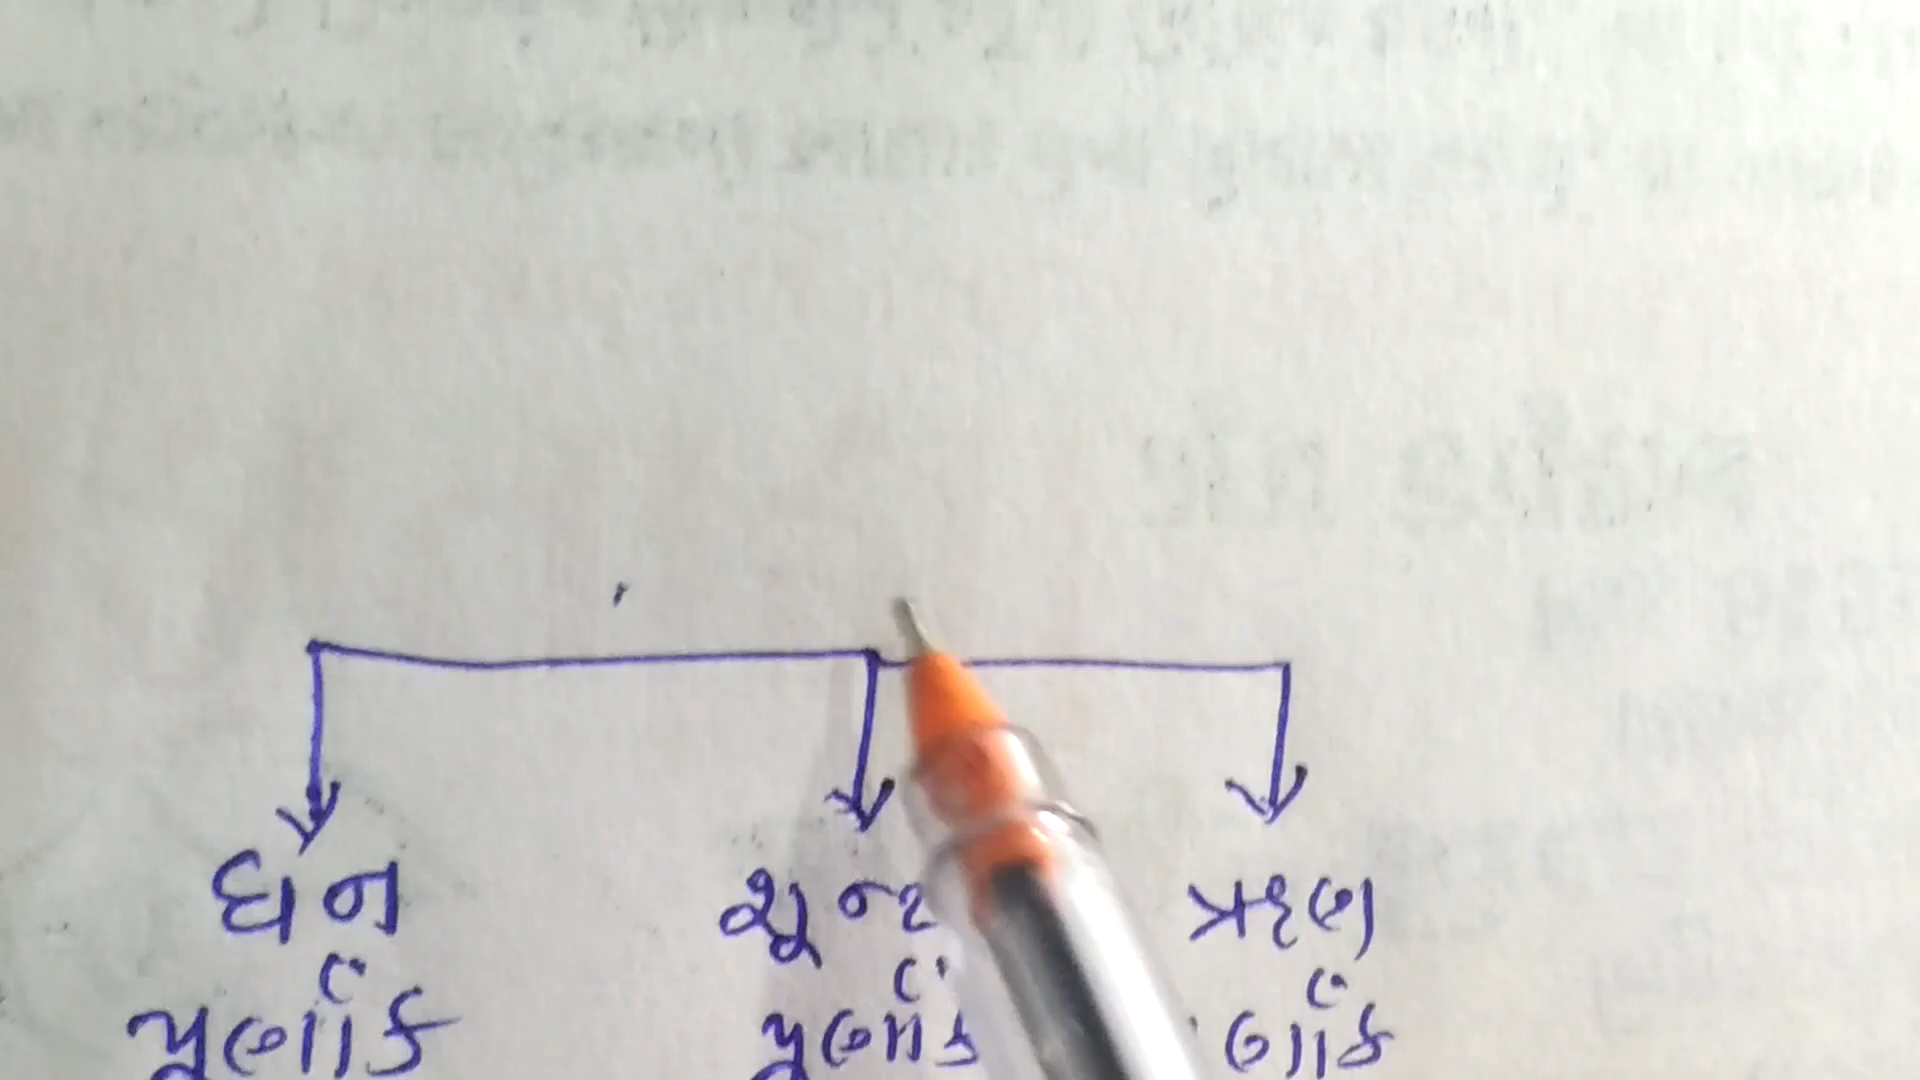 ધન શૂન્ય ઋણ
પૂર્ણાંક પૂર્ણાંક ર્ણાંક